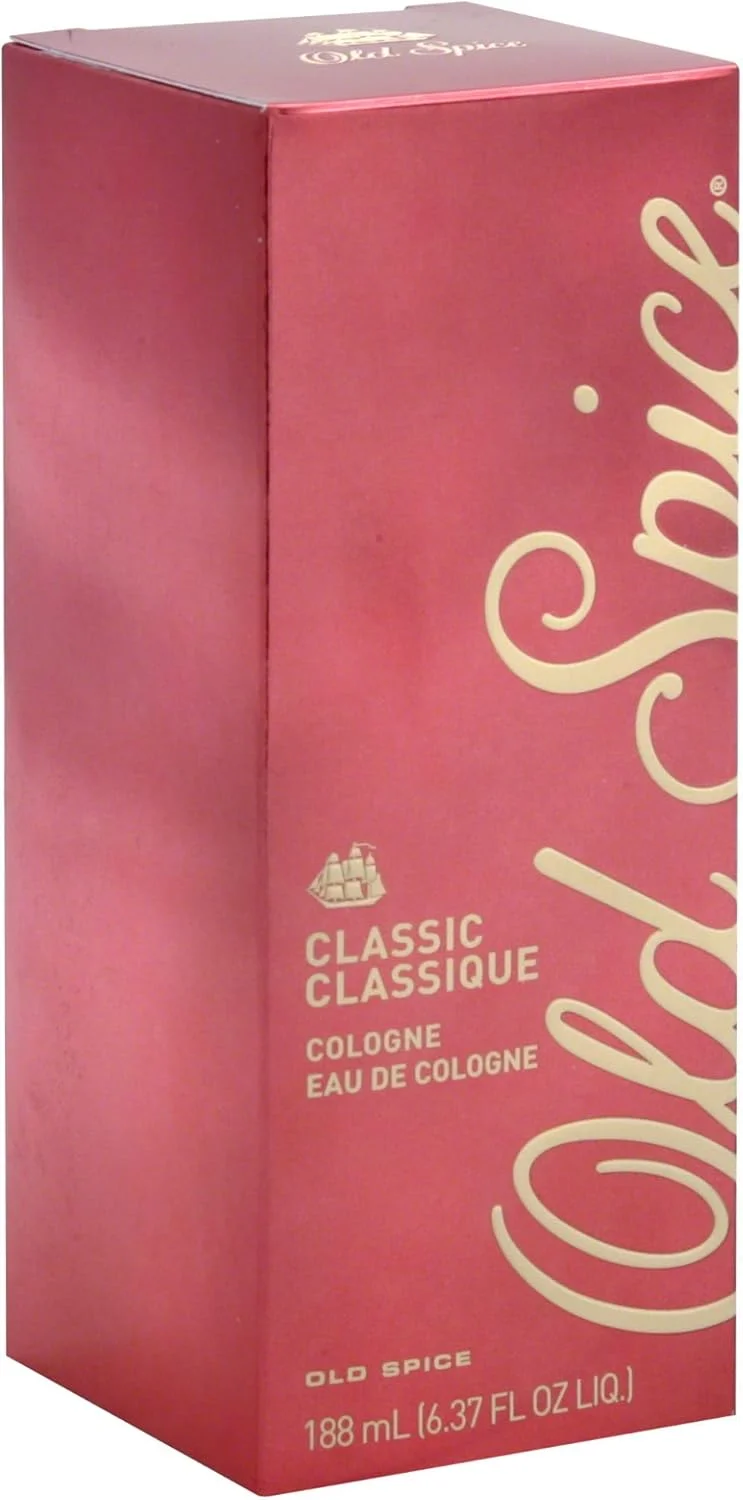 Old Spice
Old Spice®
CLASSIC
CLASSIQUE
COLOGNE
EAU DE COLOGNE
OLD SPICE
188 mL (6.37 FL OZ LIQ.)